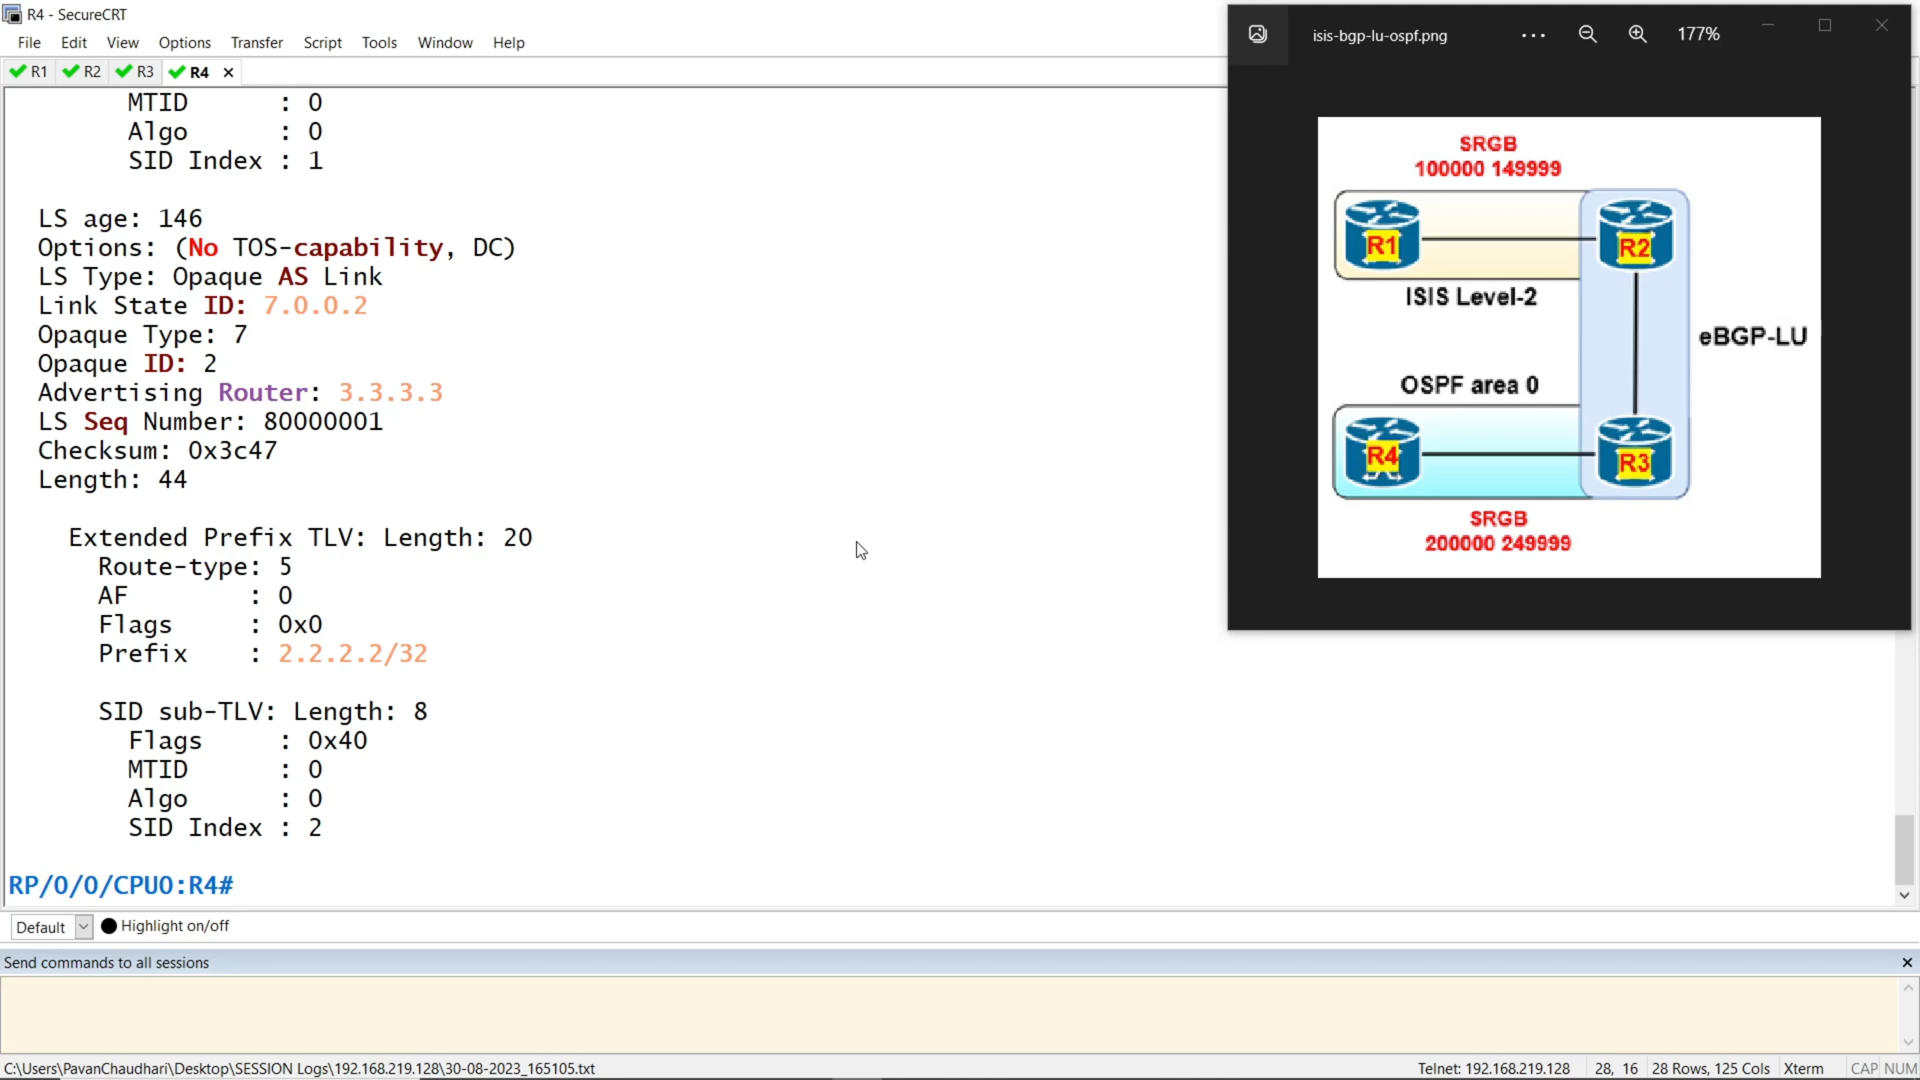 R4 - SecureCRT
File Edit View Options Transfer Script Tools Window Help
R1 R2 R3 R4 ×
MTID : 0
Algo : 0
SID Index : 1
LS age: 146
Options: (No TOS-capability, DC)
LS Type: Opaque AS Link
Link State ID: 7.0.0.2
Opaque Type: 7
Opaque ID: 2
Advertising Router: 3.3.3.3
LS Seq Number: 80000001
Checksum: 0x3c47
Length: 44
Extended Prefix TLV: Length: 20
Route-type: 5
AF : 0
Flags : 0x0
Prefix : 2.2.2.2/32
SID sub-TLV: Length: 8
Flags : 0x40
MTID : 0
Algo : 0
SID Index : 2
RP/0/0/CPU0:R4#
isis-bgp-lu-ospf.png ... 177%
SRGB
100000 149999
R1 R2
ISIS Level-2
eBGP-LU
OSPF area 0
R4 R3
SRGB
200000 249999
Default Highlight on/off
Send commands to all sessions
C:\Users\PavanChaudhari\Desktop\SESSION Logs\192.168.219.128\30-08-2023_165105.txt Telnet: 192.168.219.128 28, 16 28 Rows, 125 Cols Xterm CAP NUM